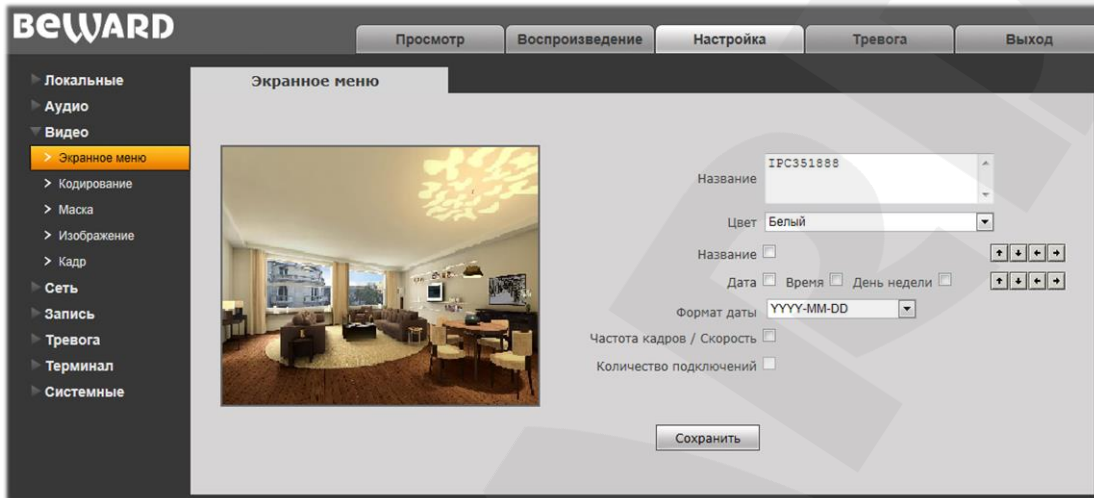 BEWARD
Просмотр Воспроизведение Настройка Тревога Выход
Экранное меню
Локальные
Аудио
Видео
Экранное меню
Кодирование
Маска
Изображение
Кадр
Сеть
Запись
Тревога
Терминал
Системные
Название IPC351888
Цвет Белый
Название
Дата Время День недели
Формат даты YYYY-MM-DD
Частота кадров / Скорость
Количество подключений
Сохранить